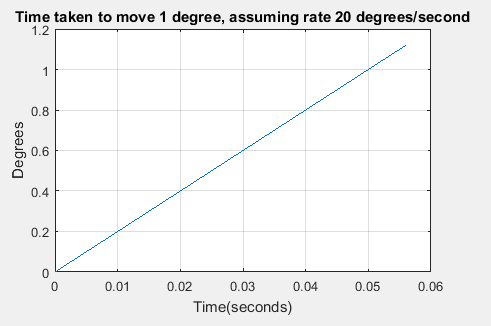 Time taken to move 1 degree, assuming rate 20 degrees/second
1.2
1
0.8
0.6
0.4
0.2
0
Degrees
0 0.01 0.02 0.03 0.04 0.05 0.06
Time(seconds)